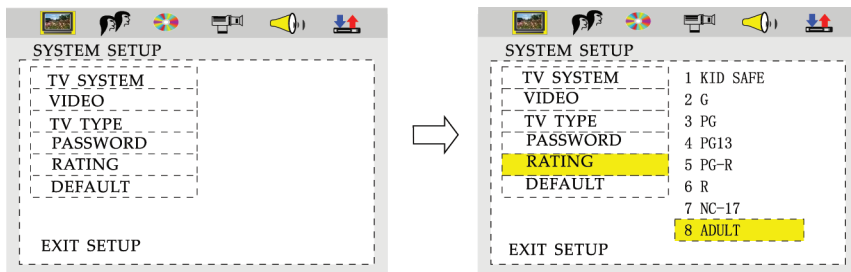 SYSTEM SETUP
TV SYSTEM
VIDEO
TV TYPE
PASSWORD
RATING
DEFAULT
EXIT SETUP
SYSTEM SETUP
TV SYSTEM
VIDEO
TV TYPE
PASSWORD
RATING
DEFAULT
1 KID SAFE
2 G
3 PG
4 PG13
5 PG-R
6 R
7 NC-17
8 ADULT
EXIT SETUP